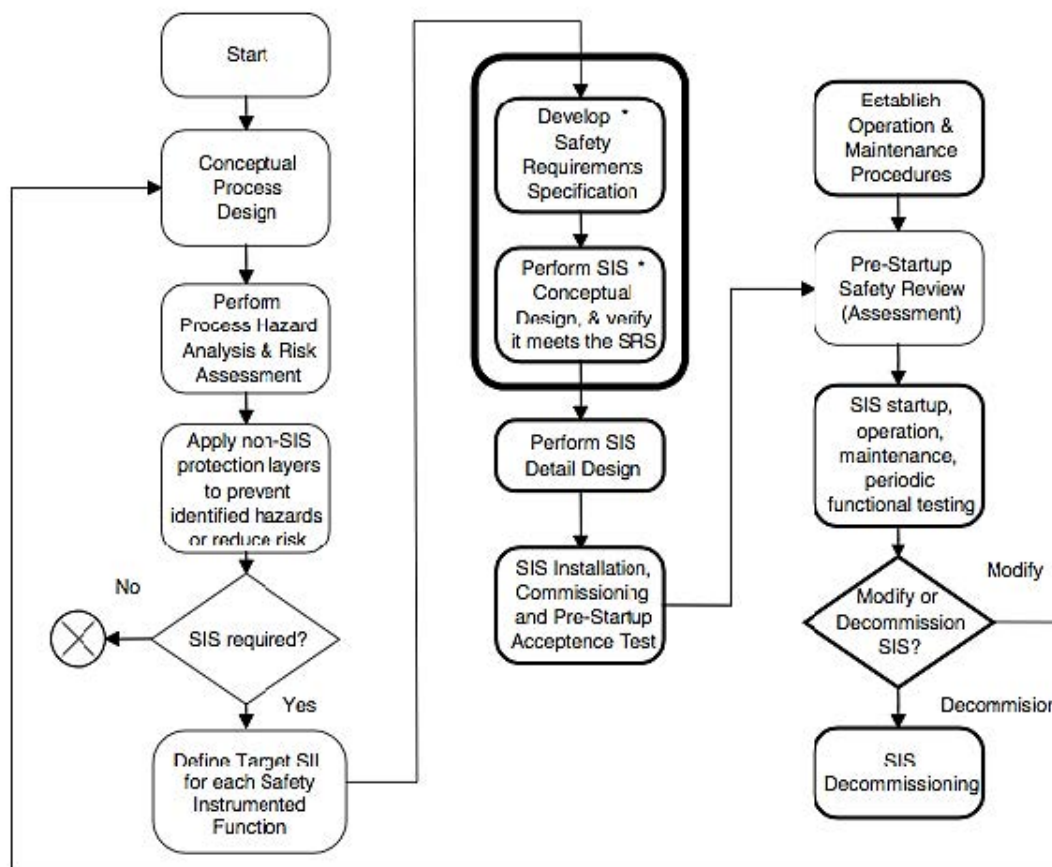 Start
Conceptual
Process
Design
Perform
Process Hazard
Analysis & Risk
Assessment
Apply non-SIS
protection layers
to prevent
identified hazards
or reduce risk
No
SIS required?
Yes
Define Target SIL
for each Safety
Instrumented
Function
Develop *
Safety
Requirements
Specification
Perform SIS *
Conceptual
Design, & verify
it meets the SRS
Perform SIS
Detail Design
SIS Installation,
Commissioning
and Pre-Startup
Acceptence Test
Establish
Operation &
Maintenance
Procedures
Pre-Startup
Safety Review
(Assessment)
SIS startup,
operation,
maintenance,
periodic
functional testing
Modify
Modify or
Decommission
SIS?
Decommision
SIS
Decommissioning